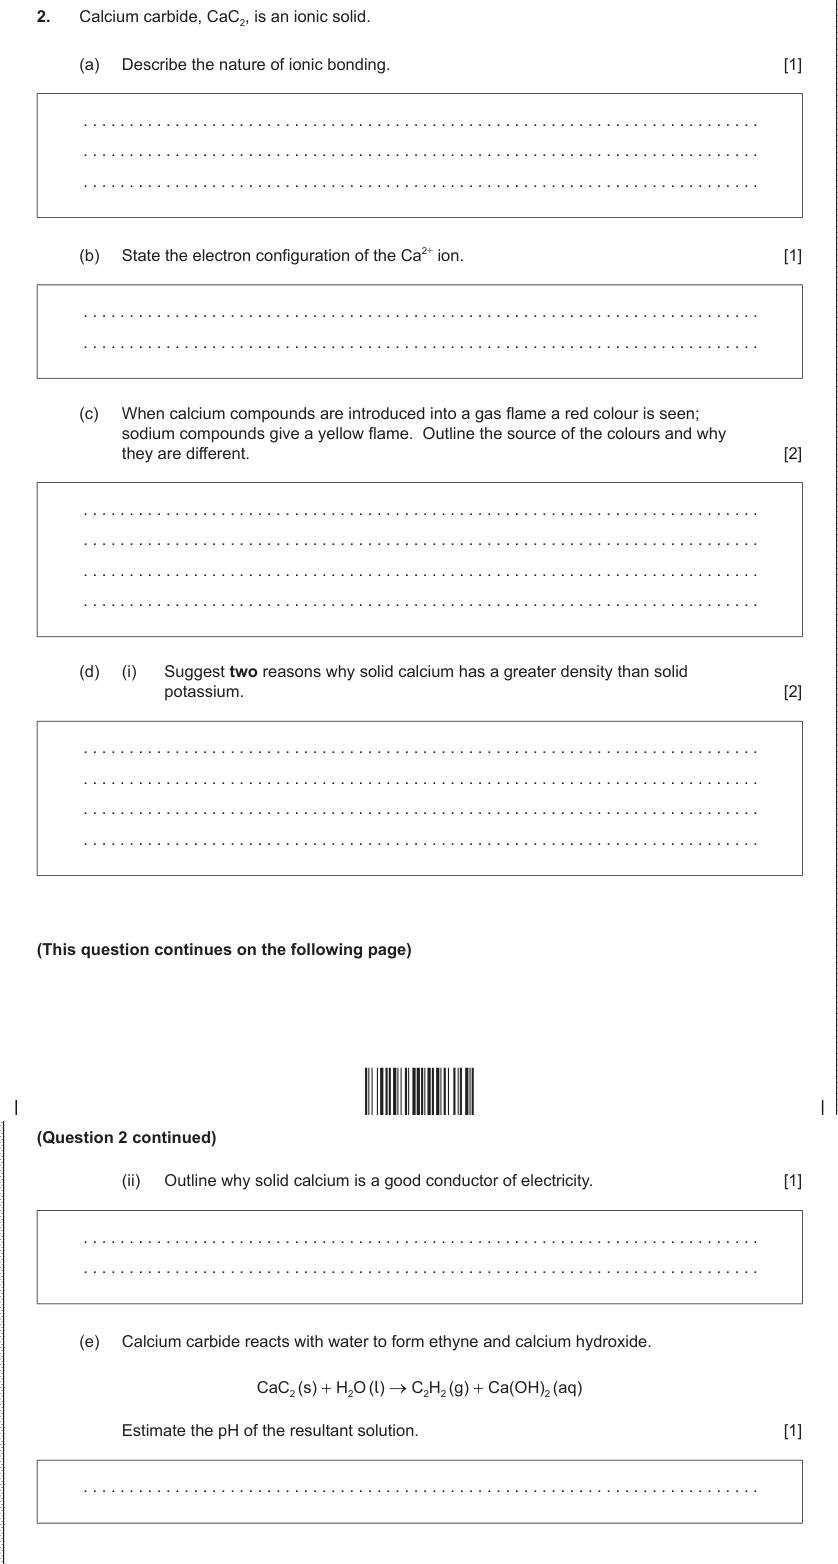 2. Calcium carbide, CaC₂, is an ionic solid.
(a) Describe the nature of ionic bonding. [1]
(b) State the electron configuration of the Ca²⁺ ion. [1]
(c) When calcium compounds are introduced into a gas flame a red colour is seen;
sodium compounds give a yellow flame. Outline the source of the colours and why
they are different. [2]
(d) (i) Suggest two reasons why solid calcium has a greater density than solid
potassium. [2]
(This question continues on the following page)
(Question 2 continued)
(ii) Outline why solid calcium is a good conductor of electricity. [1]
(e) Calcium carbide reacts with water to form ethyne and calcium hydroxide.
CaC₂(s) + H₂O(l) → C₂H₂(g) + Ca(OH)₂(aq)
Estimate the pH of the resultant solution. [1]